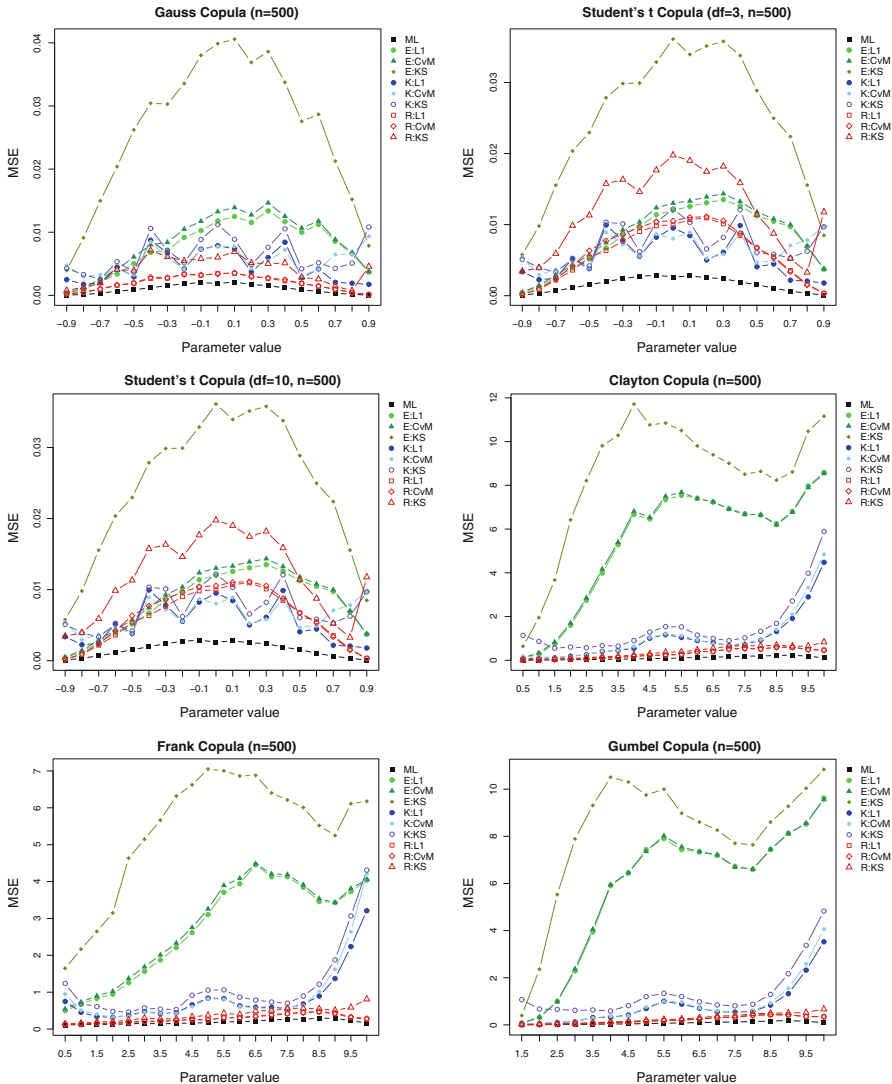 Gauss Copula (n=500)
MSE
0.04
0.03
0.02
0.01
0.00
−0.9 −0.7 −0.5 −0.3 −0.1 0.1 0.3 0.5 0.7 0.9
Parameter value
ML
E:L1
E:CvM
E:KS
K:L1
K:CvM
K:KS
R:L1
R:CvM
R:KS
Student's t Copula (df=3, n=500)
MSE
0.03
0.02
0.01
0.00
−0.9 −0.7 −0.5 −0.3 −0.1 0.1 0.3 0.5 0.7 0.9
Parameter value
ML
E:L1
E:CvM
E:KS
K:L1
K:CvM
K:KS
R:L1
R:CvM
R:KS
Student's t Copula (df=10, n=500)
MSE
0.03
0.02
0.01
0.00
−0.9 −0.7 −0.5 −0.3 −0.1 0.1 0.3 0.5 0.7 0.9
Parameter value
ML
E:L1
E:CvM
E:KS
K:L1
K:CvM
K:KS
R:L1
R:CvM
R:KS
Clayton Copula (n=500)
MSE
12
10
8
6
4
2
0
0.5 1.5 2.5 3.5 4.5 5.5 6.5 7.5 8.5 9.5
Parameter value
ML
E:L1
E:CvM
E:KS
K:L1
K:CvM
K:KS
R:L1
R:CvM
R:KS
Frank Copula (n=500)
MSE
7
6
5
4
3
2
1
0
0.5 1.5 2.5 3.5 4.5 5.5 6.5 7.5 8.5 9.5
Parameter value
ML
E:L1
E:CvM
E:KS
K:L1
K:CvM
K:KS
R:L1
R:CvM
R:KS
Gumbel Copula (n=500)
MSE
10
8
6
4
2
0
1.5 2.5 3.5 4.5 5.5 6.5 7.5 8.5 9.5
Parameter value
ML
E:L1
E:CvM
E:KS
K:L1
K:CvM
K:KS
R:L1
R:CvM
R:KS